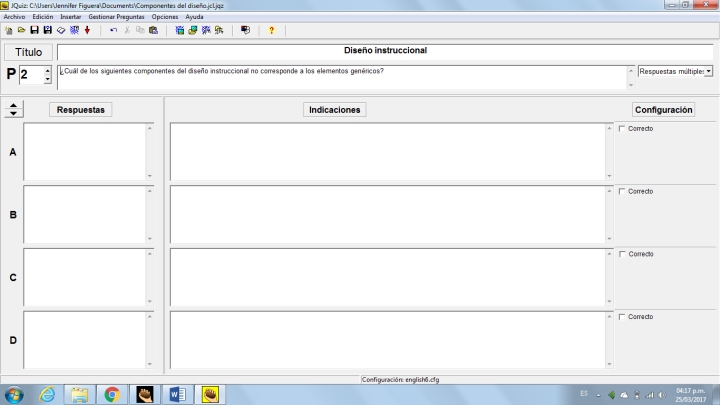 JQuiz: C:\Users\Jennifer Figuera\Documents\Componentes del diseño.jcl.jqz
Archivo Edición Insertar Gestionar Preguntas Opciones Ayuda
Título
Diseño instruccional
P 2
¿Cuál de los siguientes componentes del diseño instruccional no corresponde a los elementos genéricos?
Respuestas múltiples
Respuestas Indicaciones Configuración
A
Correcto
B
Correcto
C
Correcto
D
Correcto
Configuración: english6.cfg
ES
04:17 p.m.
25/03/2017